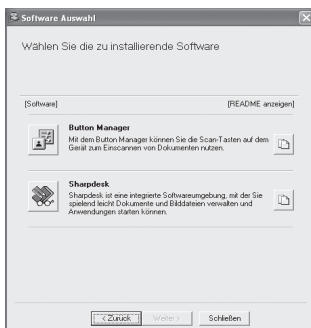 Software Auswahl
Wählen Sie die zu installierende Software
[Software] [README anzeigen]
Button Manager
Mit dem Button Manager können Sie die Scan-Tasten auf dem
Gerät zum Einscannen von Dokumenten nutzen.
Sharpdesk
Sharpdesk ist eine integrierte Softwareumgebung, mit der Sie
spielend leicht Dokumente und Bilddateien verwalten und
Anwendungen starten können.
< Zurück Weiter > Schließen